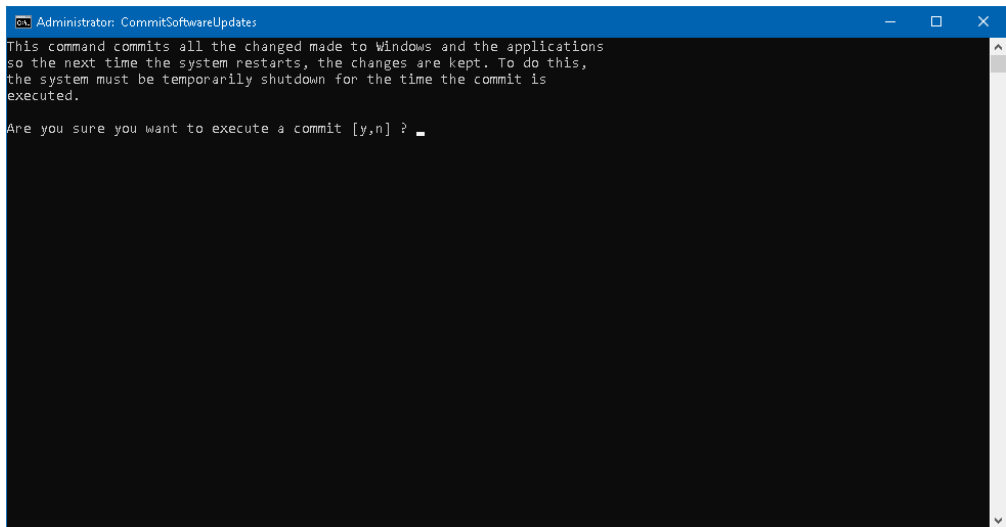 Administrator: CommitSoftwareUpdates
This command commits all the changed made to Windows and the applications
so the next time the system restarts, the changes are kept. To do this,
the system must be temporarily shutdown for the time the commit is
executed.
Are you sure you want to execute a commit [y,n] ?